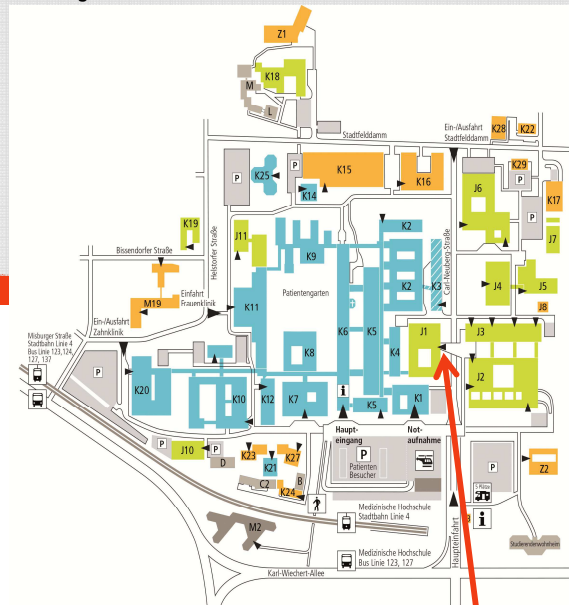 Z1
K18
M
L
Stadtfelddamm
Ein-/Ausfahrt
Stadtfelddamm
K28
K22
K25
P
P
K15
K14
K16
K29
P
K17
J6
P
K19
J11
Bissendorfer Straße
Helstorfer Straße
K9
K2
K2
K3
Carl-Neuberg-Straße
J7
J4
J5
J8
M19
Einfahrt
Frauenklinik
Ein-/Ausfahrt
Zahnklinik
K11
Patientengarten
K6
K5
K8
K4
J1
J3
J2
Misburger Straße
Stadtbahn Linie 4
Bus Linie 123,124,
127, 137
P
K20
K10
K12
K7
i
K5
K1
Haupt-
eingang
Not-
aufnahme
P
Patienten
Besucher
P
J10
P
D
K23
K21
K27
C2
K24
B
P
5 Plätze
Z2
i
M2
Medizinische Hochschule
Stadtbahn Linie 4
Medizinische Hochschule
Bus Linie 123, 127
Haupteinfahrt
Studierendenwohnheim
Karl-Wiechert-Allee